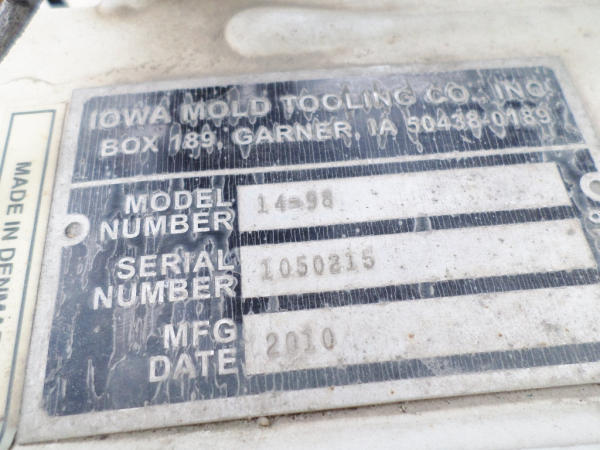 IOWA MOLD TOOLING CO., INC.
BOX 189, GARNER, IA 50438-0189
MODEL NUMBER 14-98
SERIAL NUMBER 1050215
MFG DATE 2010
MADE IN